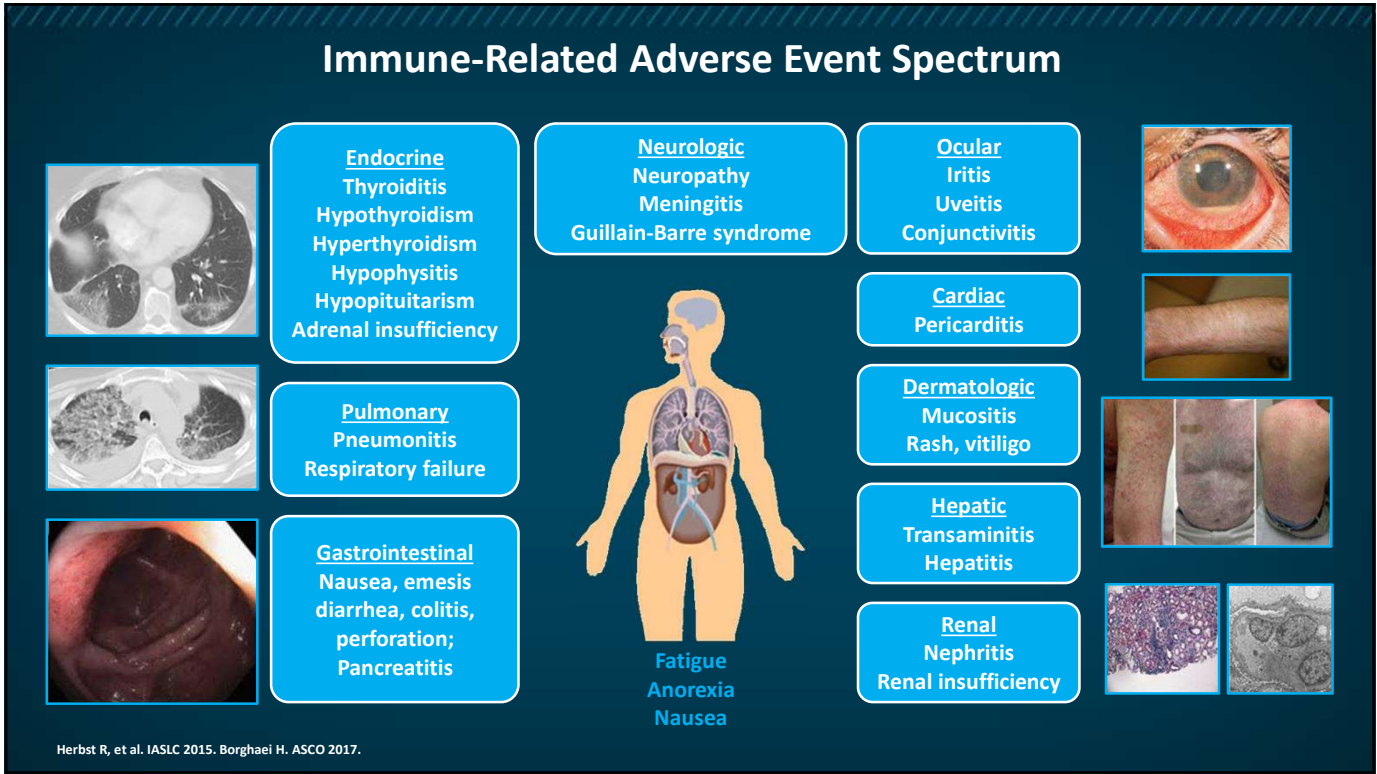 Immune-Related Adverse Event Spectrum
Endocrine
Thyroiditis
Hypothyroidism
Hyperthyroidism
Hypophysitis
Hypopituitarism
Adrenal insufficiency
Pulmonary
Pneumonitis
Respiratory failure
Gastrointestinal
Nausea, emesis
diarrhea, colitis,
perforation;
Pancreatitis
Neurologic
Neuropathy
Meningitis
Guillain-Barre syndrome
Fatigue
Anorexia
Nausea
Ocular
Iritis
Uveitis
Conjunctivitis
Cardiac
Pericarditis
Dermatologic
Mucositis
Rash, vitiligo
Hepatic
Transaminitis
Hepatitis
Renal
Nephritis
Renal insufficiency
Herbst R, et al. IASLC 2015. Borghaei H. ASCO 2017.